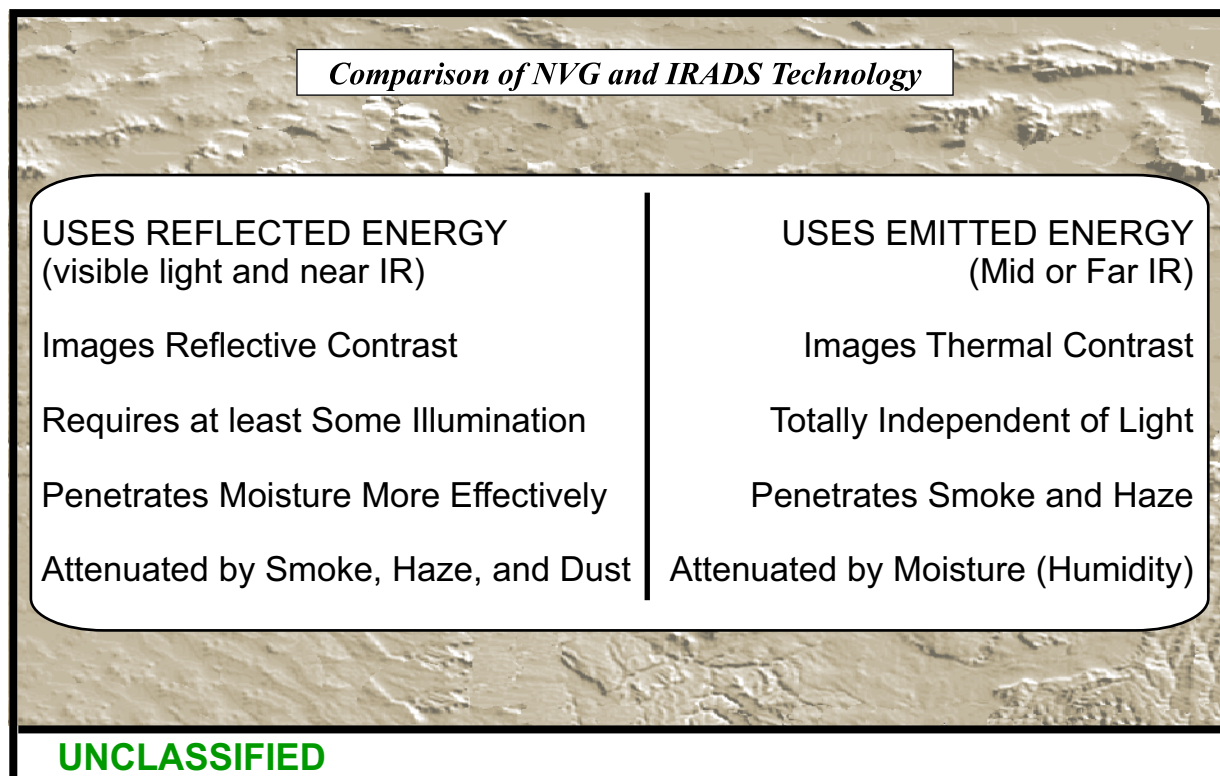 Comparison of NVG and IRADS Technology
USES REFLECTED ENERGY
(visible light and near IR)
Images Reflective Contrast
Requires at least Some Illumination
Penetrates Moisture More Effectively
Attenuated by Smoke, Haze, and Dust
USES EMITTED ENERGY
(Mid or Far IR)
Images Thermal Contrast
Totally Independent of Light
Penetrates Smoke and Haze
Attenuated by Moisture (Humidity)
UNCLASSIFIED